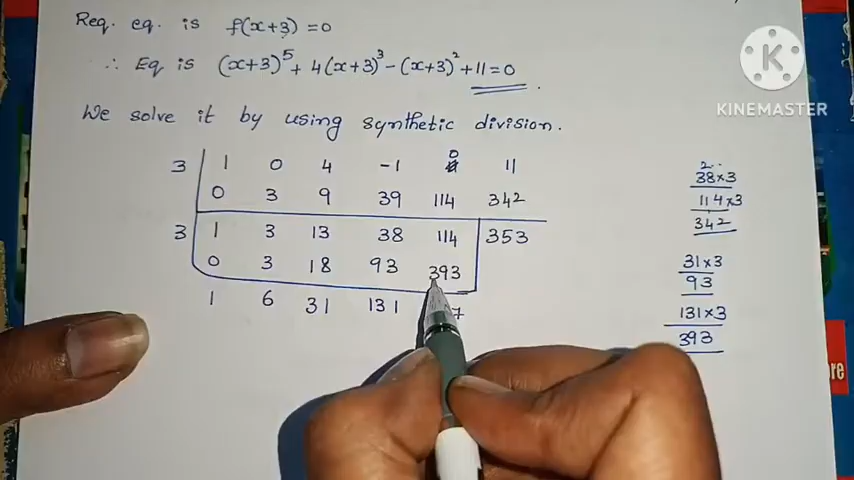 Req. eq. is f(x+3) = 0
∴ Eq is (x+3)^5 + 4(x+3)^3 - (x+3)^2 + 11 = 0 .
KINEMASTER
We solve it by using synthetic division.
3 1 0 4 -1 0 11
0 3 9 39 114 342
3 1 3 13 38 114 353
0 3 18 93 393
1 6 31 131
38×3
114×3
342
31×3
93
131×3
393
der